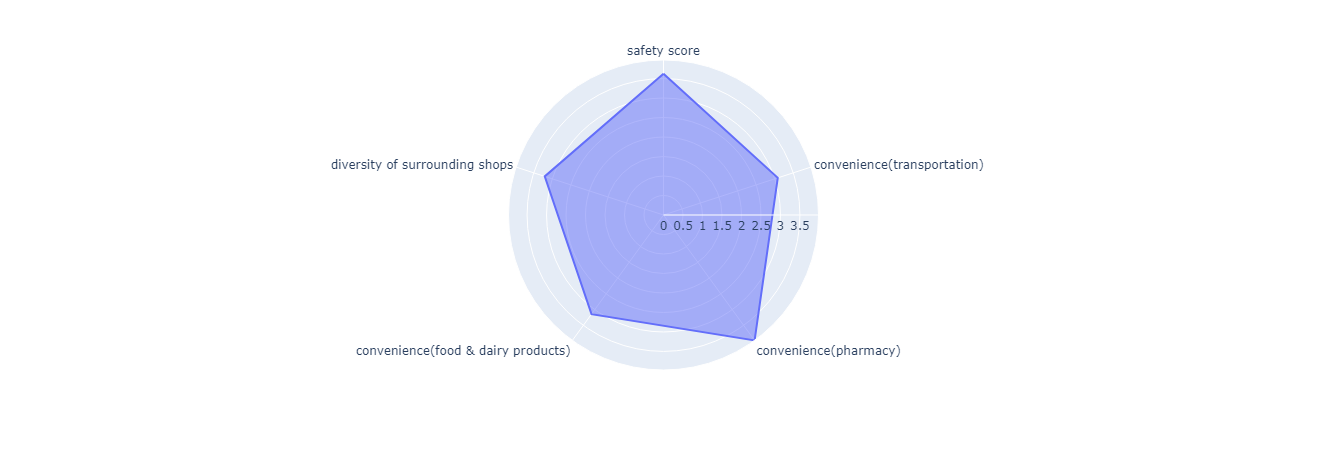 safety score
diversity of surrounding shops
convenience(transportation)
0 0.5 1 1.5 2 2.5 3 3.5
convenience(food & dairy products)
convenience(pharmacy)